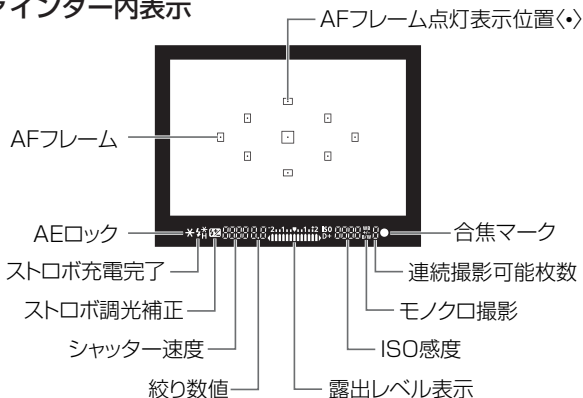 ァインダー内表示
AFフレーム点灯表示位置〈•〉
AFフレーム
AEロック
合焦マーク
ストロボ充電完了
連続撮影可能枚数
ストロボ調光補正
モノクロ撮影
シャッター速度
ISO感度
絞り数値
露出レベル表示